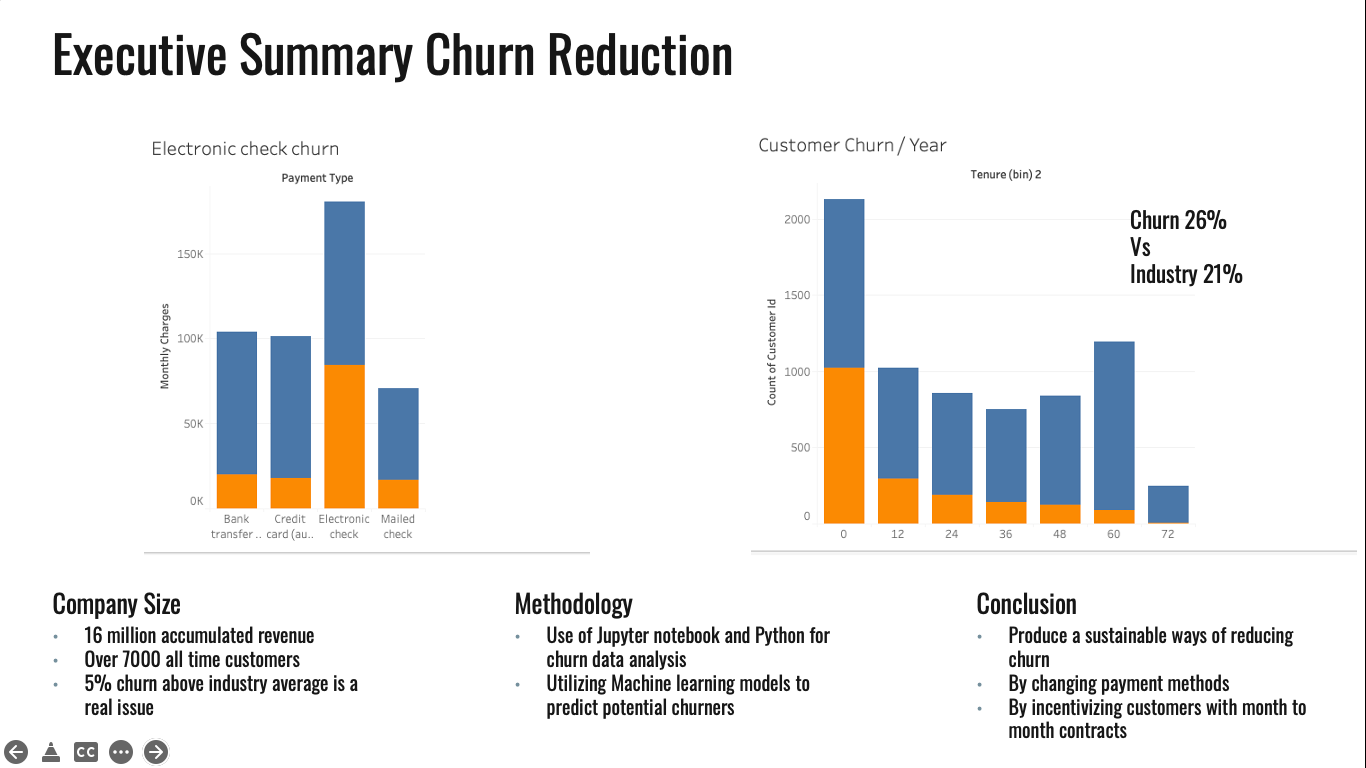 Executive Summary Churn Reduction
Electronic check churn
Payment Type
Monthly Charges
150K
100K
50K
0K
Bank
transfer ..
Credit
card (au..
Electronic
check
Mailed
check
Customer Churn / Year
Tenure (bin) 2
Count of Customer Id
2000
1500
1000
500
0
0 12 24 36 48 60 72
Churn 26%
Vs
Industry 21%
Company Size
• 16 million accumulated revenue
• Over 7000 all time customers
• 5% churn above industry average is a
real issue
Methodology
• Use of Jupyter notebook and Python for
churn data analysis
• Utilizing Machine learning models to
predict potential churners
Conclusion
• Produce a sustainable ways of reducing
churn
• By changing payment methods
• By incentivizing customers with month to
month contracts
CC